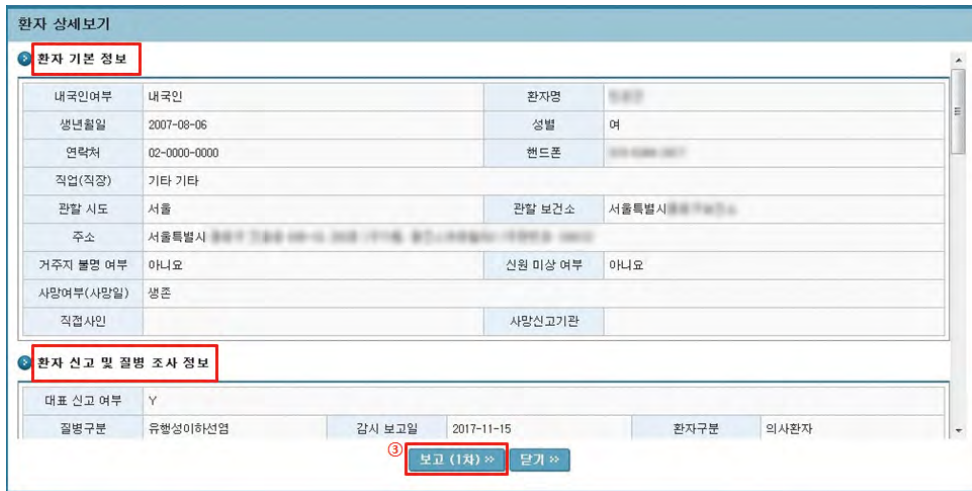 환자 상세보기
환자 기본 정보
내국인여부 내국인 환자명
생년월일 2007-08-06 성별 여
연락처 02-0000-0000 핸드폰
직업(직장) 기타 기타
관할 시도 서울 관할 보건소 서울특별시
주소 서울특별시
거주지 불명 여부 아니요 신원 미상 여부 아니요
사망여부(사망일) 생존
직접사인 사망신고기관
환자 신고 및 질병 조사 정보
대표 신고 여부 Y
질병구분 유행성이하선염 감시 보고일 2017-11-15 환자구분 의사환자
③ 보고 (1차) » 닫기 »